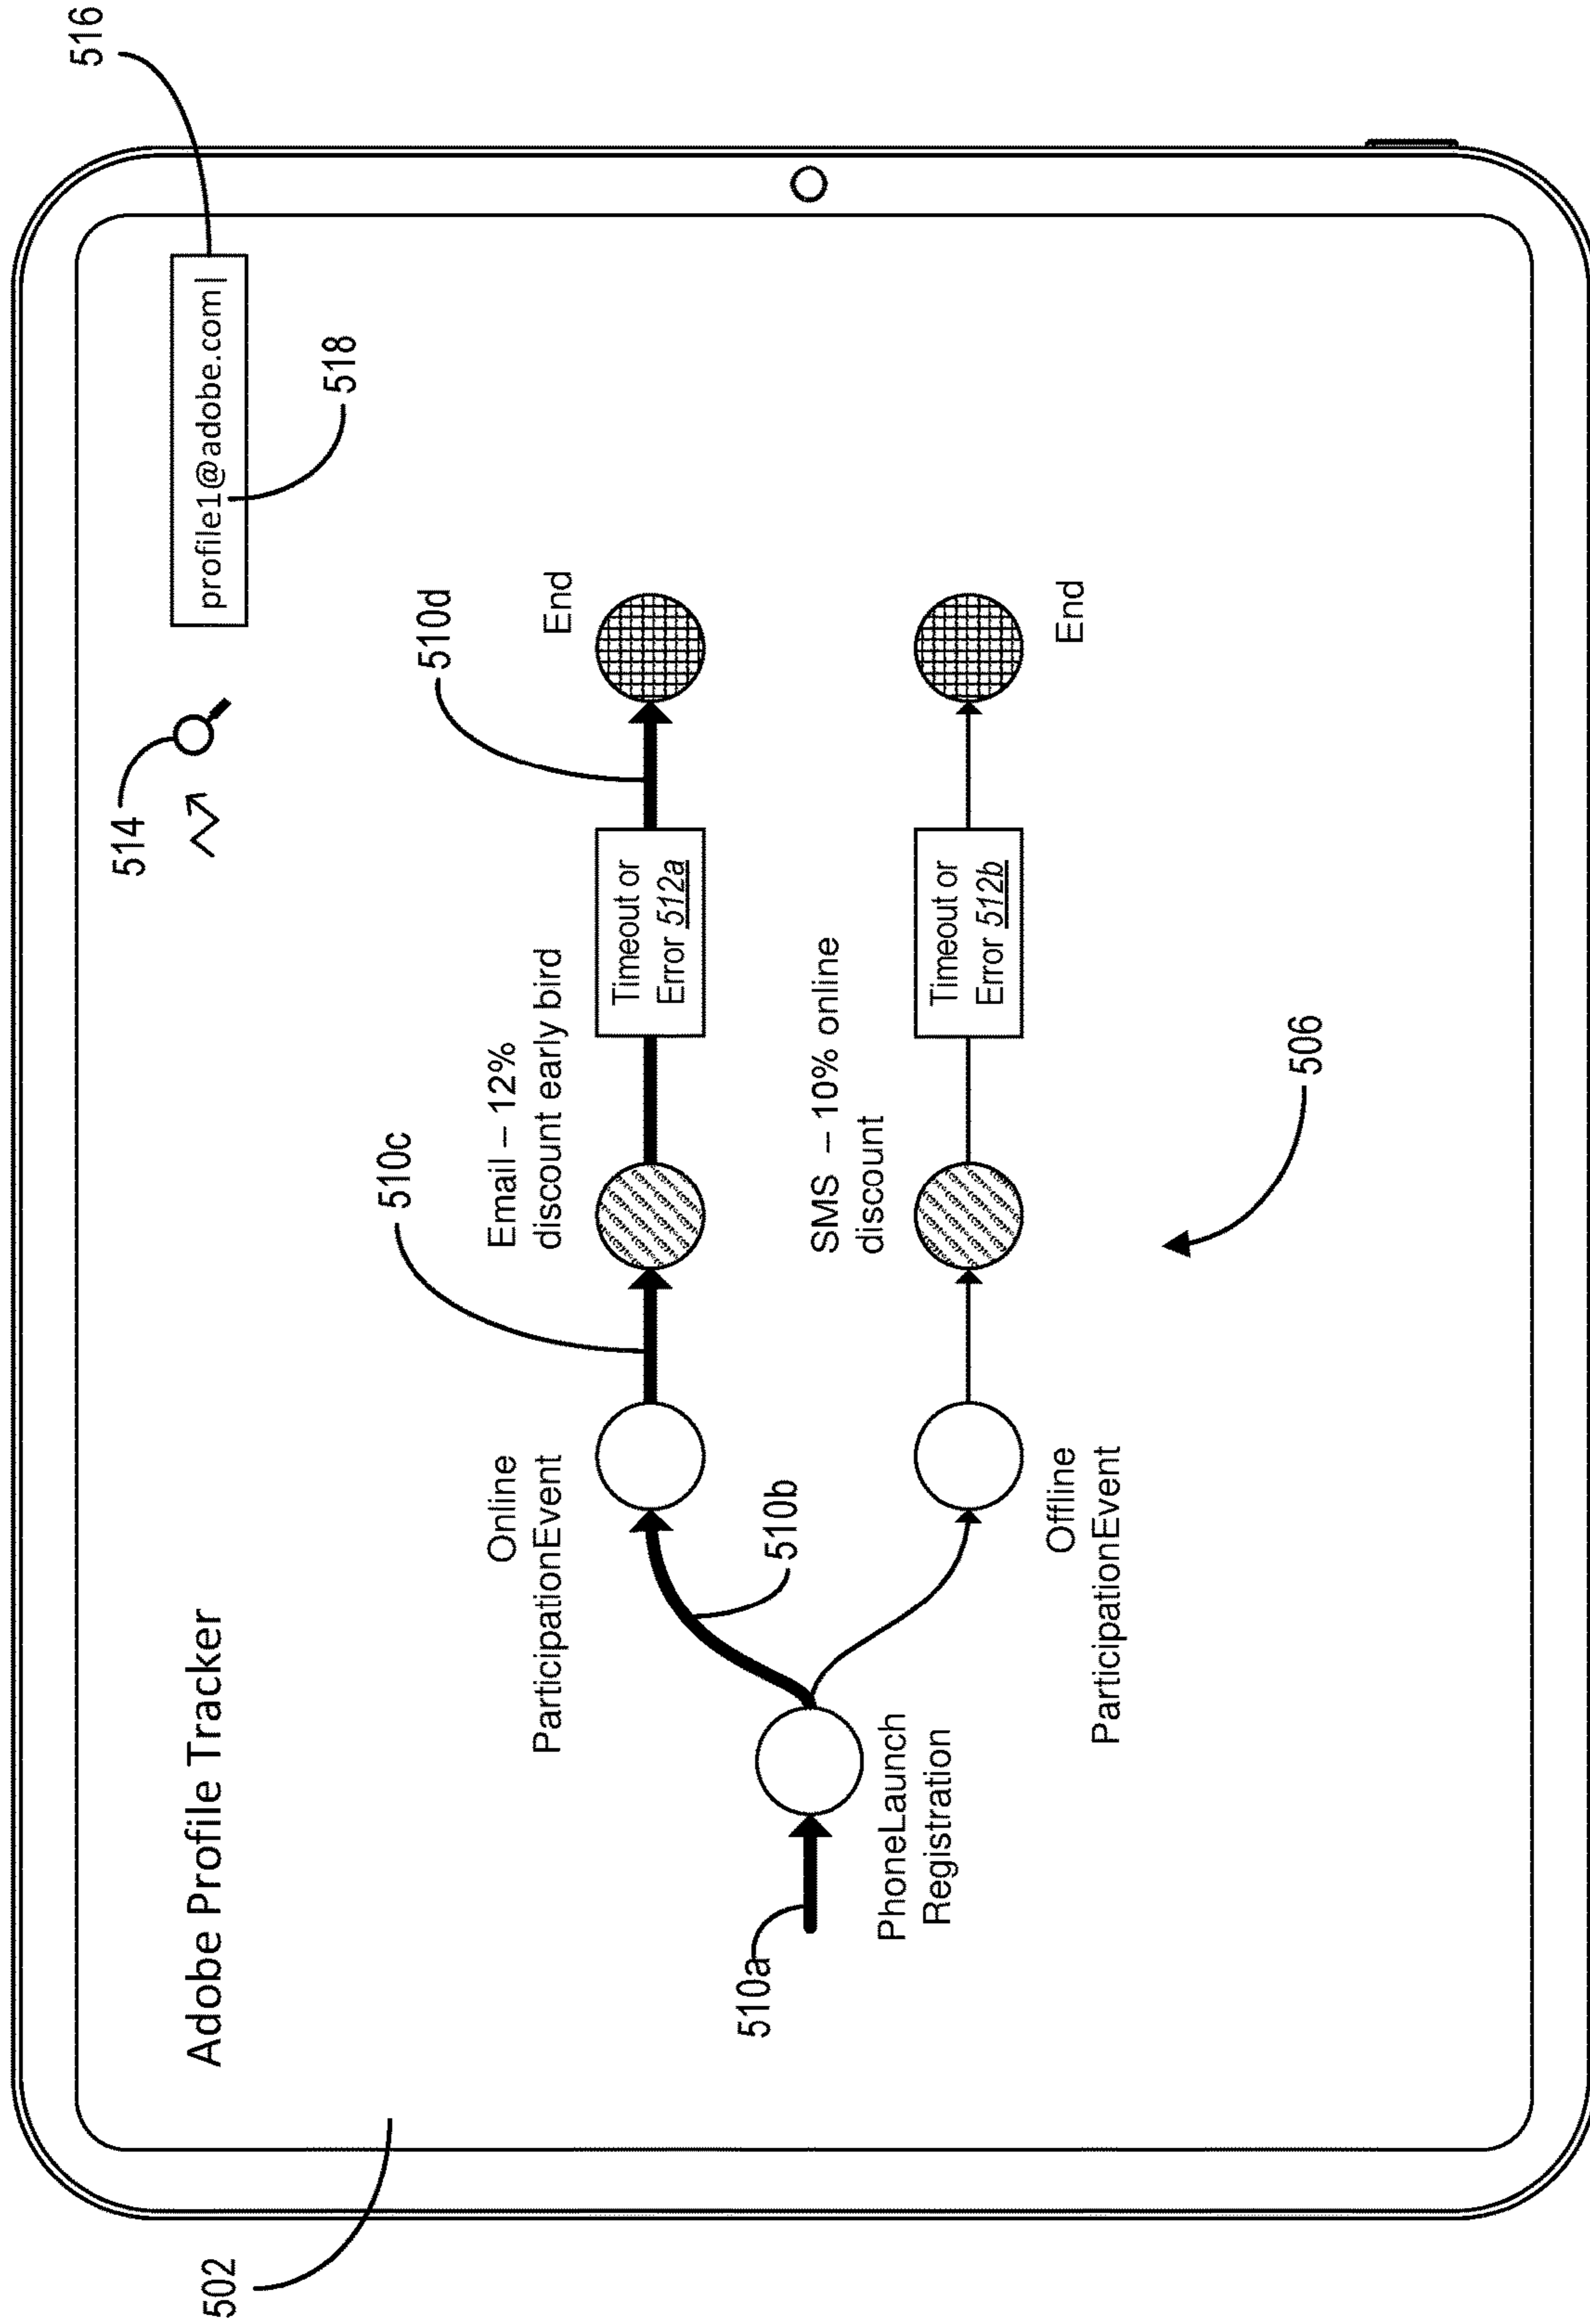 516
514
Adobe Profile Tracker
profile1@adobe.com|
518
502
510c
510d
Online
ParticipationEvent
Email – 12%
discount early bird
End
Timeout or
Error 512a
510b
510a
PhoneLaunch
Registration
SMS – 10% online
discount
Timeout or
Error 512b
Offline
ParticipationEvent
End
506